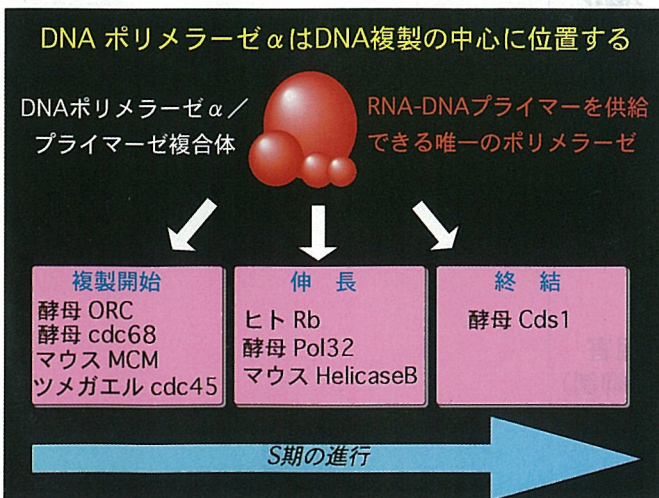 DNA ポリメラーゼαはDNA複製の中心に位置する
DNAポリメラーゼα／
プライマーゼ複合体
RNA-DNAプライマーを供給
できる唯一のポリメラーゼ
複製開始
酵母 ORC
酵母 cdc68
マウス MCM
ツメガエル cdc45
伸 長
ヒト Rb
酵母 Pol32
マウス HelicaseB
終 結
酵母 Cds1
S期の進行